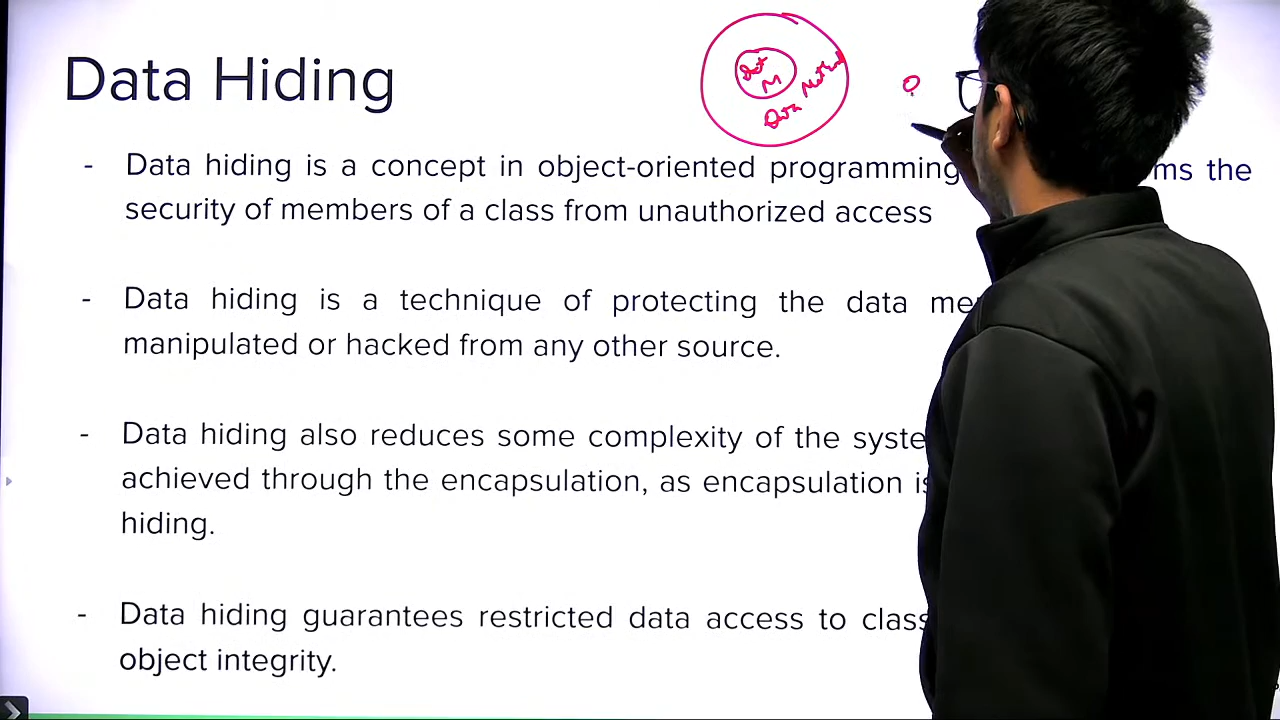 Data Hiding
Dat
M
Data Method
- Data hiding is a concept in object-oriented programming ms the
security of members of a class from unauthorized access
- Data hiding is a technique of protecting the data me
manipulated or hacked from any other source.
- Data hiding also reduces some complexity of the syste
achieved through the encapsulation, as encapsulation is
hiding.
- Data hiding guarantees restricted data access to class
object integrity.